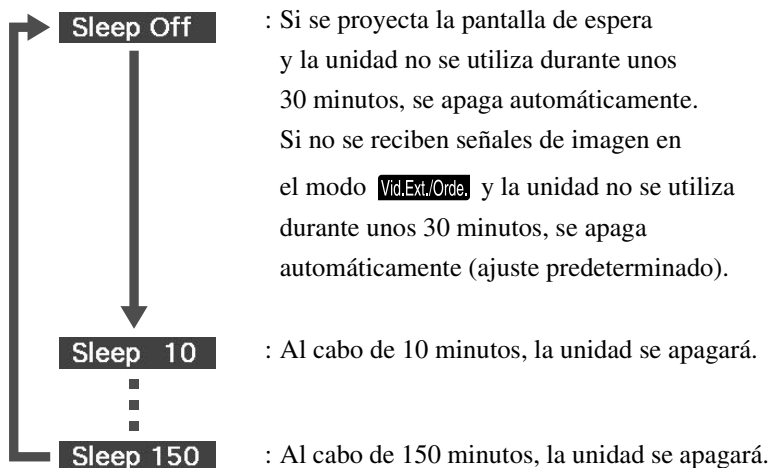 Sleep Off : Si se proyecta la pantalla de espera
y la unidad no se utiliza durante unos
30 minutos, se apaga automáticamente.
Si no se reciben señales de imagen en
el modo Vid.Ext./Orde. y la unidad no se utiliza
durante unos 30 minutos, se apaga
automáticamente (ajuste predeterminado).
Sleep 10 : Al cabo de 10 minutos, la unidad se apagará.
Sleep 150 : Al cabo de 150 minutos, la unidad se apagará.